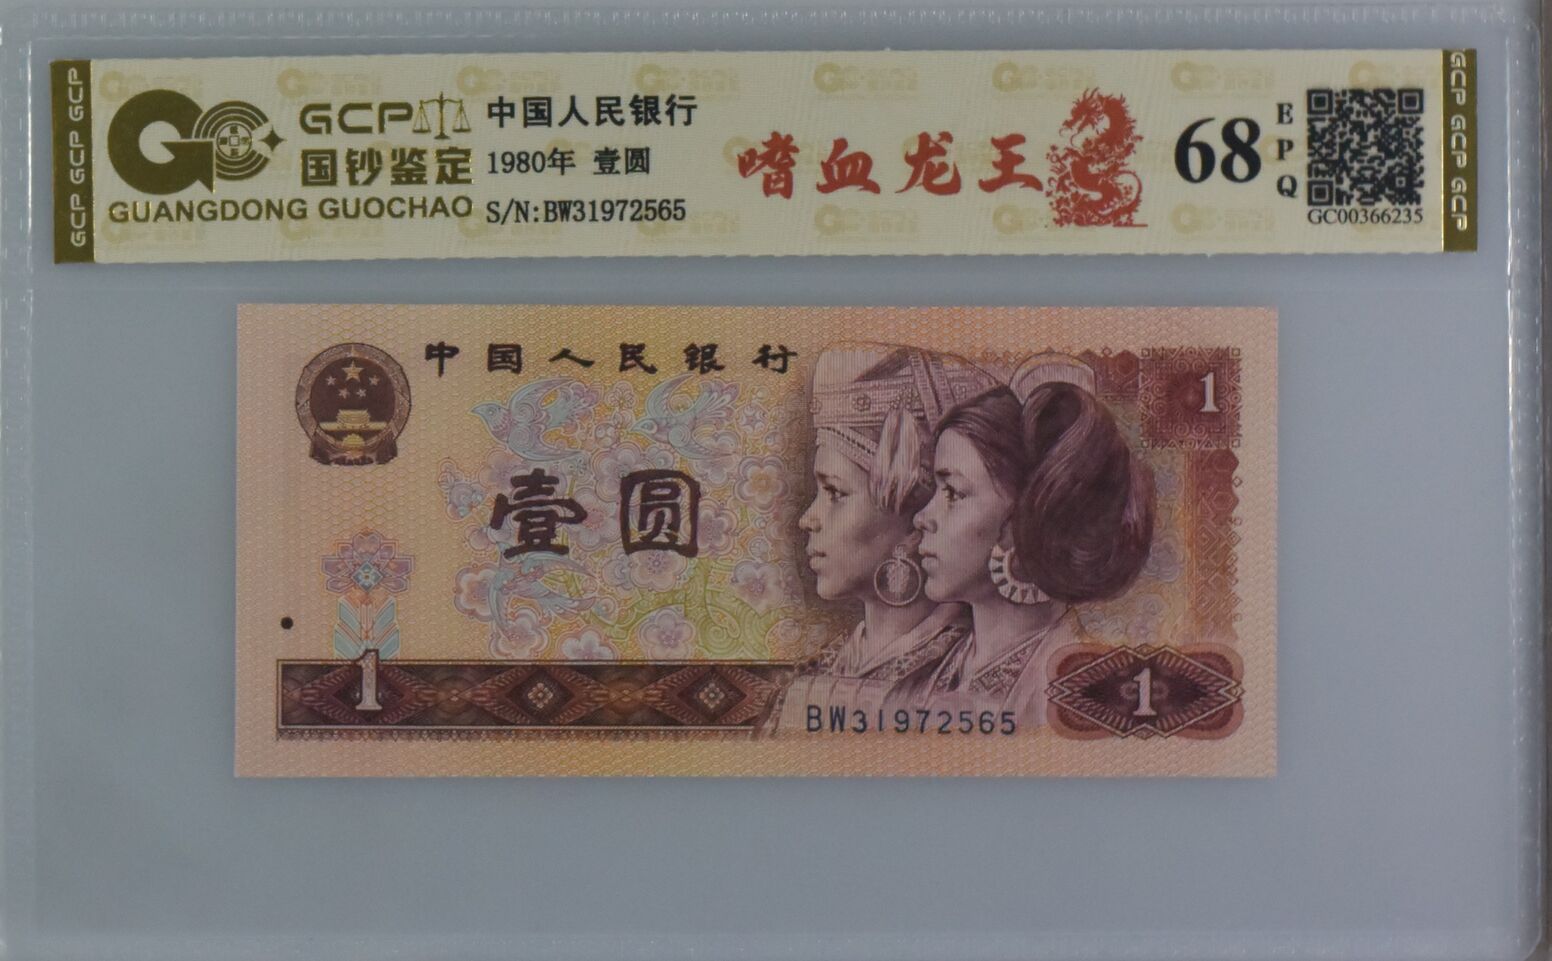 GCP GCP GCP
GCP
国钞鉴定
GUANGDONG GUOCHAO
中国人民银行
1980年 壹圆
S/N:BW31972565
嗜血龙王
68
EPQ
GC00366235
GCP GCP GCP
中国人民银行
1
壹圆
1
BW31972565
1